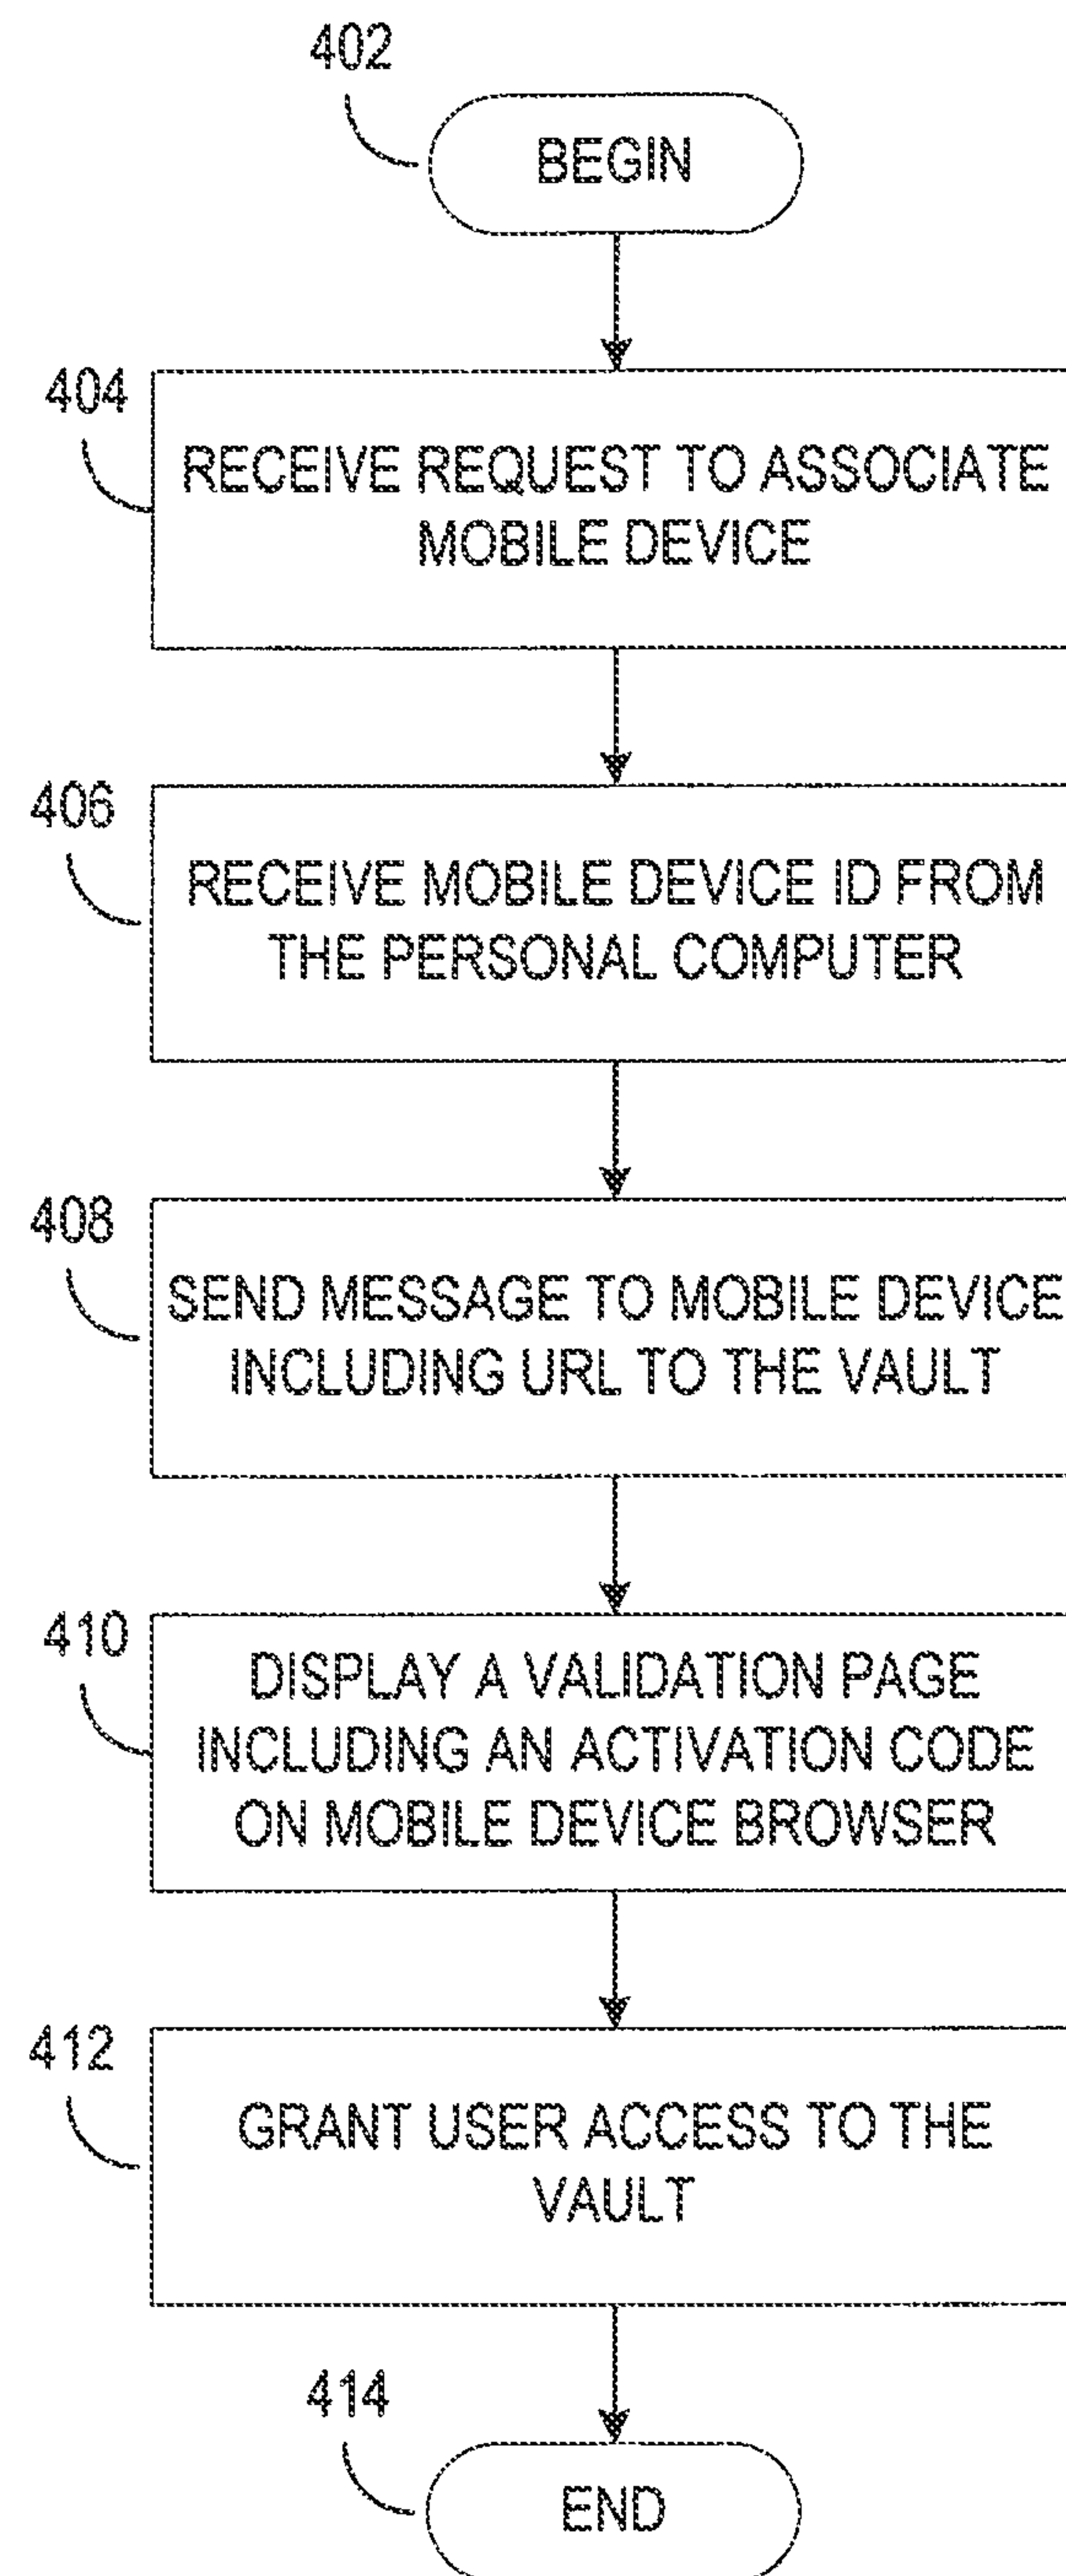 402
BEGIN
404
RECEIVE REQUEST TO ASSOCIATE
MOBILE DEVICE
406
RECEIVE MOBILE DEVICE ID FROM
THE PERSONAL COMPUTER
408
SEND MESSAGE TO MOBILE DEVICE
INCLUDING URL TO THE VAULT
410
DISPLAY A VALIDATION PAGE
INCLUDING AN ACTIVATION CODE
ON MOBILE DEVICE BROWSER
412
GRANT USER ACCESS TO THE
VAULT
414
END